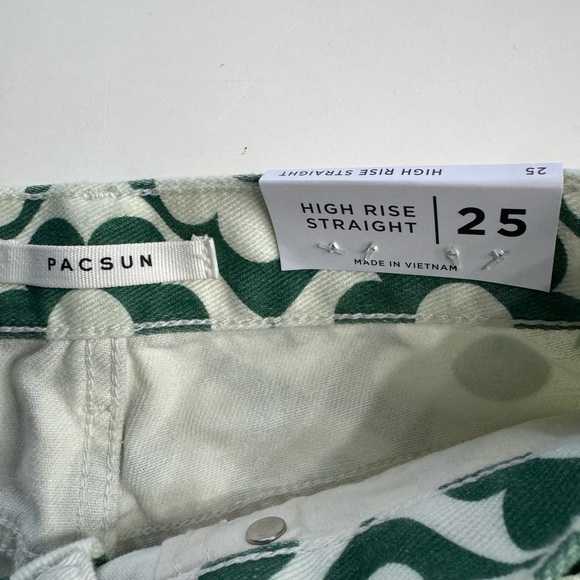 HIGH RISE STRAIGHT 25
HIGH RISE
STRAIGHT
25
MADE IN VIETNAM
PACSUN